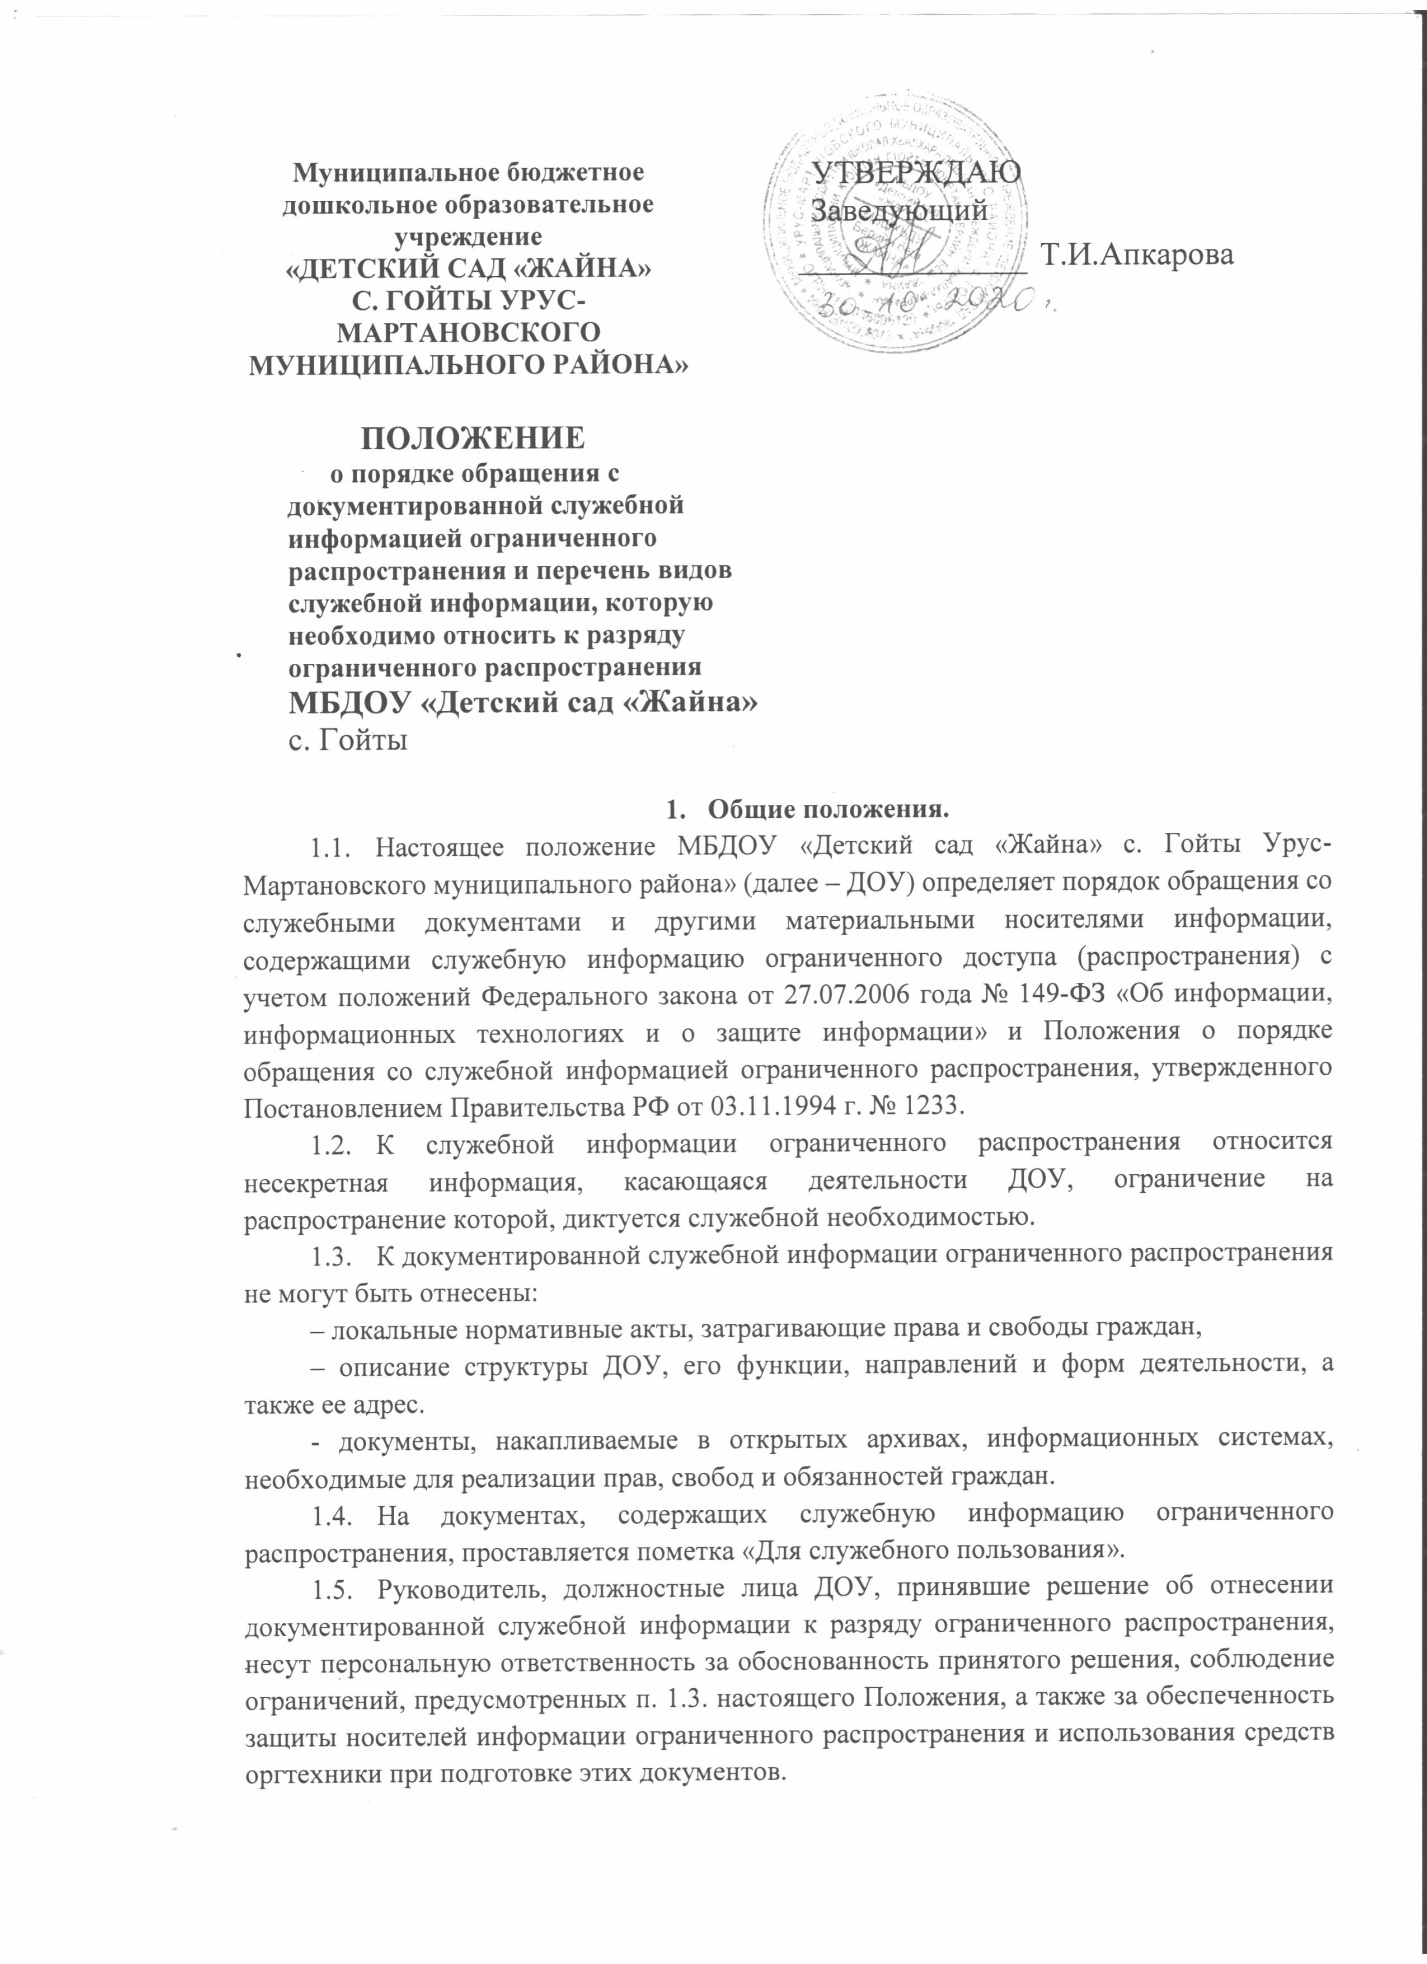 Муниципальное бюджетное
дошкольное образовательное
учреждение
«ДЕТСКИЙ САД «ЖАЙНА»
С. ГОЙТЫ УРУС-
МАРТАНОВСКОГО
МУНИЦИПАЛЬНОГО РАЙОНА»
УТВЕРЖДАЮ
Заведующий
Т.И.Апкарова
30.10.2020г.
ПОЛОЖЕНИЕ
о порядке обращения с
документированной служебной
информацией ограниченного
распространения и перечень видов
служебной информации, которую
необходимо относить к разряду
ограниченного распространения
МБДОУ «Детский сад «Жайна»
с. Гойты
1. Общие положения.
1.1. Настоящее положение МБДОУ «Детский сад «Жайна» с. Гойты Урус-
Мартановского муниципального района» (далее – ДОУ) определяет порядок обращения со
служебными документами и другими материальными носителями информации,
содержащими служебную информацию ограниченного доступа (распространения) с
учетом положений Федерального закона от 27.07.2006 года № 149-ФЗ «Об информации,
информационных технологиях и о защите информации» и Положения о порядке
обращения со служебной информацией ограниченного распространения, утвержденного
Постановлением Правительства РФ от 03.11.1994 г. № 1233.
1.2. К служебной информации ограниченного распространения относится
несекретная информация, касающаяся деятельности ДОУ, ограничение на
распространение которой, диктуется служебной необходимостью.
1.3. К документированной служебной информации ограниченного распространения
не могут быть отнесены:
– локальные нормативные акты, затрагивающие права и свободы граждан,
– описание структуры ДОУ, его функции, направлений и форм деятельности, а
также ее адрес.
- документы, накапливаемые в открытых архивах, информационных системах,
необходимые для реализации прав, свобод и обязанностей граждан.
1.4. На документах, содержащих служебную информацию ограниченного
распространения, проставляется пометка «Для служебного пользования».
1.5. Руководитель, должностные лица ДОУ, принявшие решение об отнесении
документированной служебной информации к разряду ограниченного распространения,
несут персональную ответственность за обоснованность принятого решения, соблюдение
ограничений, предусмотренных п. 1.3. настоящего Положения, а также за обеспеченность
защиты носителей информации ограниченного распространения и использования средств
оргтехники при подготовке этих документов.